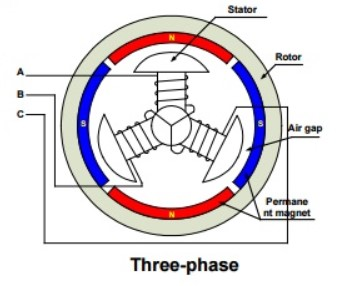 Stator
N
Rotor
A
B
C
S
S
Air gap
Permane
nt magnet
N
Three-phase